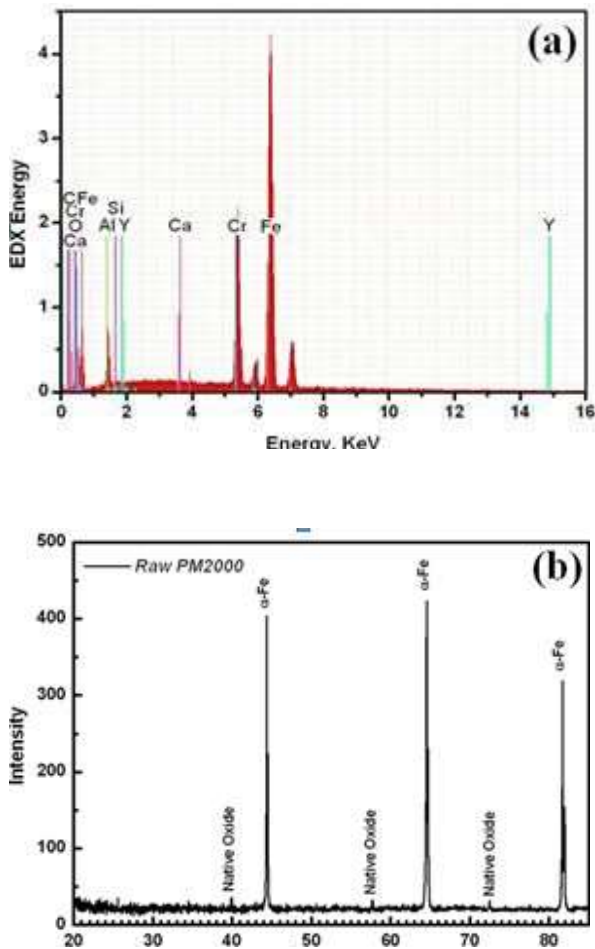 (a)
4
3
2
1
0
EDX Energy
C Fe
Cr
O
Ca
Si
Al Y
Ca
Cr
Fe
Y
0 2 4 6 8 10 12 14 16
Energy, KeV
(b)
Raw PM2000
500
400
300
200
100
0
Intensity
α-Fe
α-Fe
α-Fe
Native Oxide
Native Oxide
Native Oxide
20 30 40 50 60 70 80